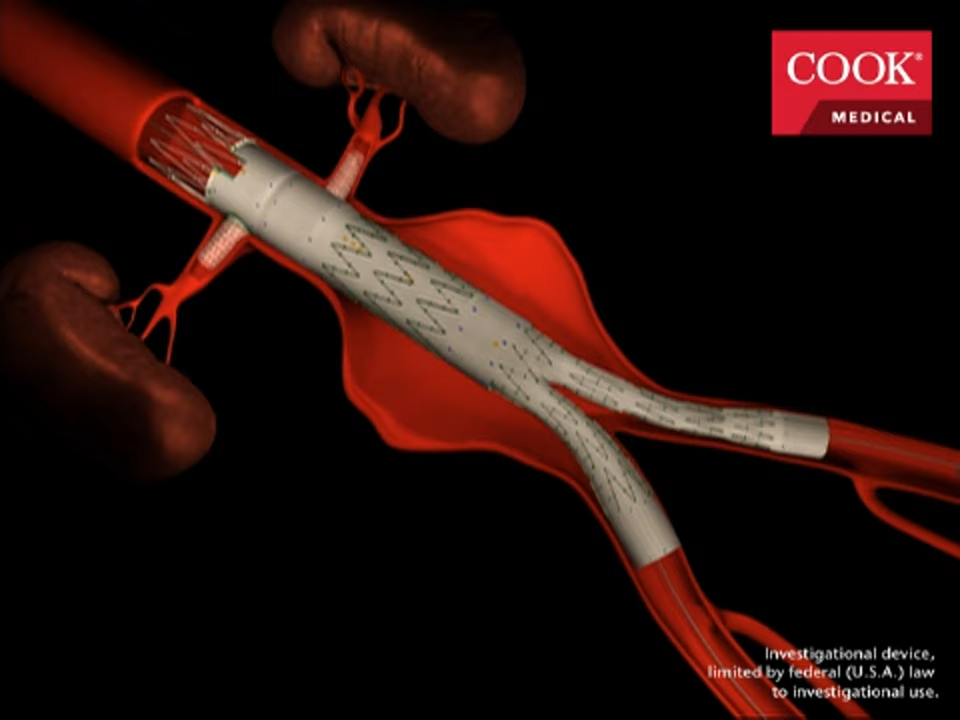 COOK®
MEDICAL
Investigational device,
limited by federal (U.S.A.) law
to investigational use.